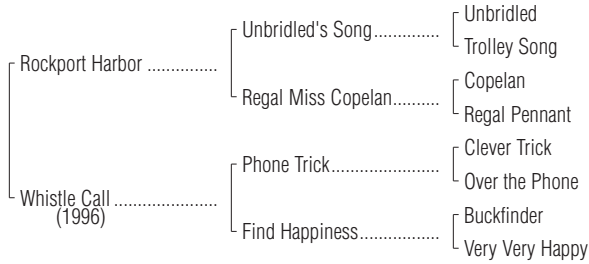 Unbridled
Unbridled's Song..............
Trolley Song
Rockport Harbor ...............
Copelan
Regal Miss Copelan..........
Regal Pennant
Clever Trick
Phone Trick.......................
Over the Phone
Whistle Call ......................
(1996)
Buckfinder
Find Happiness.................
Very Very Happy